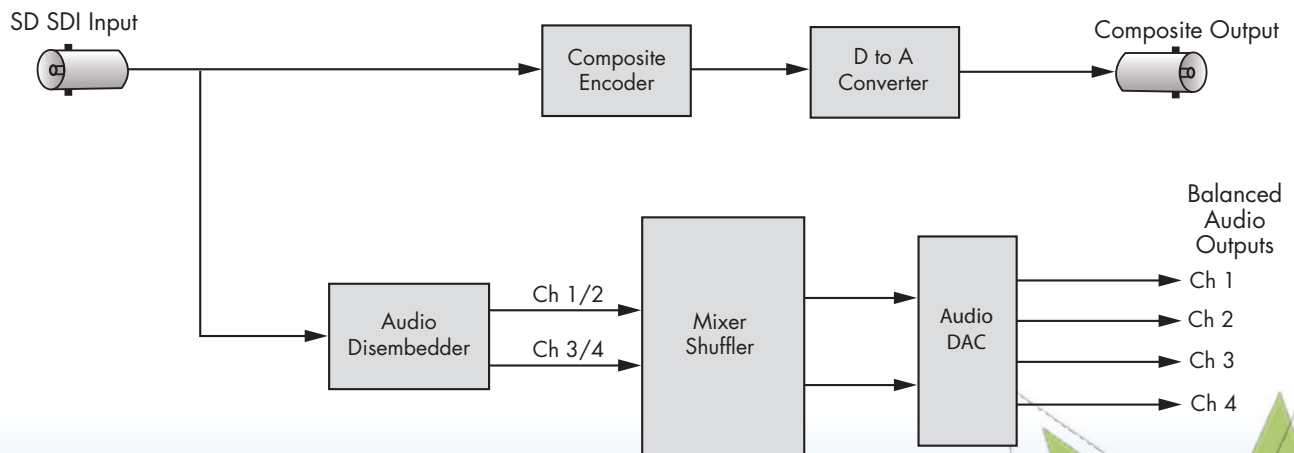 SD SDI Input
Composite
Encoder
D to A
Converter
Composite Output
Audio
Disembedder
Ch 1/2
Ch 3/4
Mixer
Shuffler
Audio
DAC
Balanced
Audio
Outputs
Ch 1
Ch 2
Ch 3
Ch 4